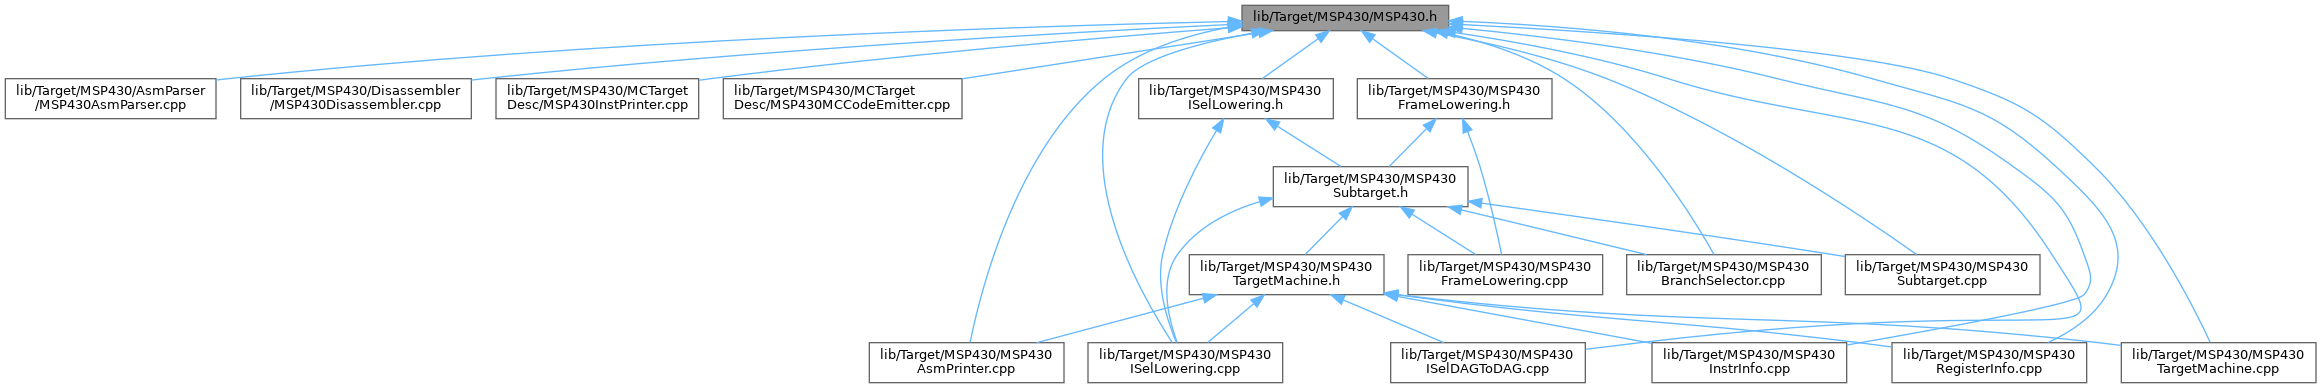 lib/Target/MSP430/MSP430.h
lib/Target/MSP430/AsmParser
/MSP430AsmParser.cpp
lib/Target/MSP430/Disassembler
/MSP430Disassembler.cpp
lib/Target/MSP430/MCTarget
Desc/MSP430InstPrinter.cpp
lib/Target/MSP430/MCTarget
Desc/MSP430MCCodeEmitter.cpp
lib/Target/MSP430/MSP430
ISelLowering.h
lib/Target/MSP430/MSP430
FrameLowering.h
lib/Target/MSP430/MSP430
Subtarget.h
lib/Target/MSP430/MSP430
TargetMachine.h
lib/Target/MSP430/MSP430
FrameLowering.cpp
lib/Target/MSP430/MSP430
BranchSelector.cpp
lib/Target/MSP430/MSP430
Subtarget.cpp
lib/Target/MSP430/MSP430
AsmPrinter.cpp
lib/Target/MSP430/MSP430
ISelLowering.cpp
lib/Target/MSP430/MSP430
ISelDAGToDAG.cpp
lib/Target/MSP430/MSP430
InstrInfo.cpp
lib/Target/MSP430/MSP430
RegisterInfo.cpp
lib/Target/MSP430/MSP430
TargetMachine.cpp